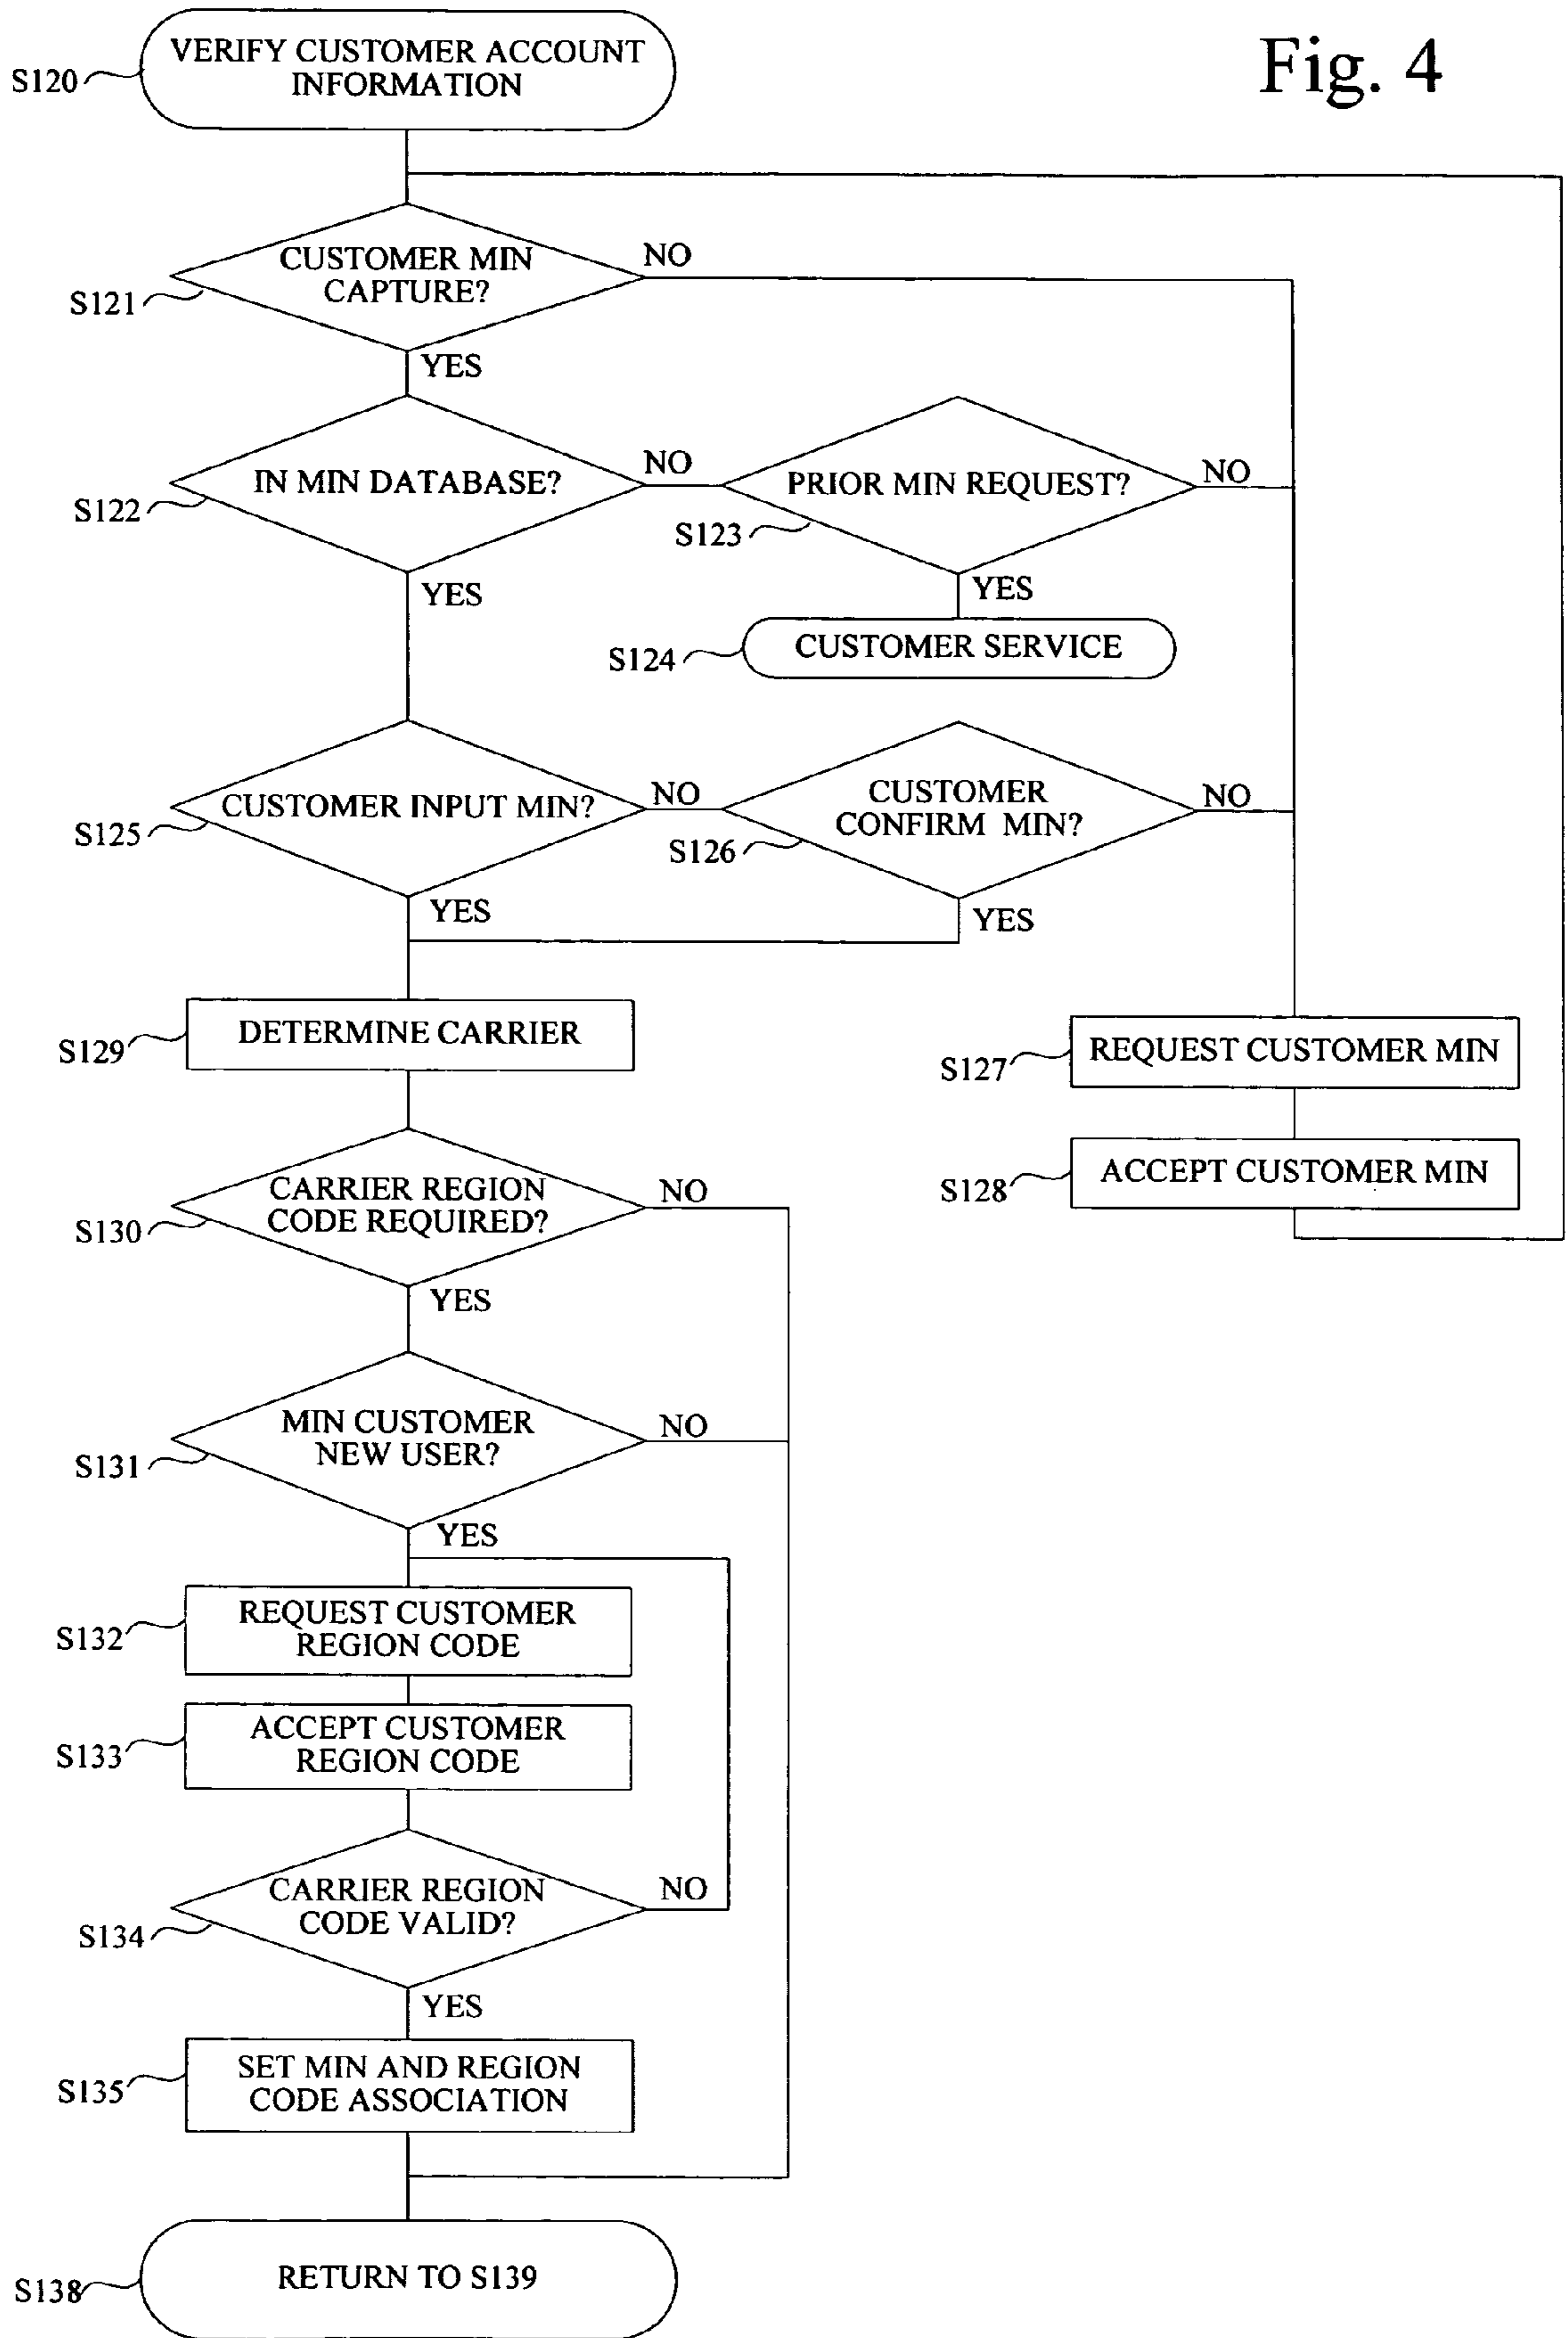 Fig. 4
VERIFY CUSTOMER ACCOUNT
INFORMATION
S120
CUSTOMER MIN
CAPTURE?
NO
S121
YES
IN MIN DATABASE?
NO
PRIOR MIN REQUEST?
NO
S122
S123
YES
YES
S124
CUSTOMER SERVICE
CUSTOMER INPUT MIN?
NO
CUSTOMER
CONFIRM MIN?
NO
S125
S126
YES
YES
DETERMINE CARRIER
S129
REQUEST CUSTOMER MIN
S127
ACCEPT CUSTOMER MIN
S128
CARRIER REGION
CODE REQUIRED?
NO
S130
YES
MIN CUSTOMER
NEW USER?
NO
S131
YES
REQUEST CUSTOMER
REGION CODE
S132
ACCEPT CUSTOMER
REGION CODE
S133
CARRIER REGION
CODE VALID?
NO
S134
YES
SET MIN AND REGION
CODE ASSOCIATION
S135
RETURN TO S139
S138